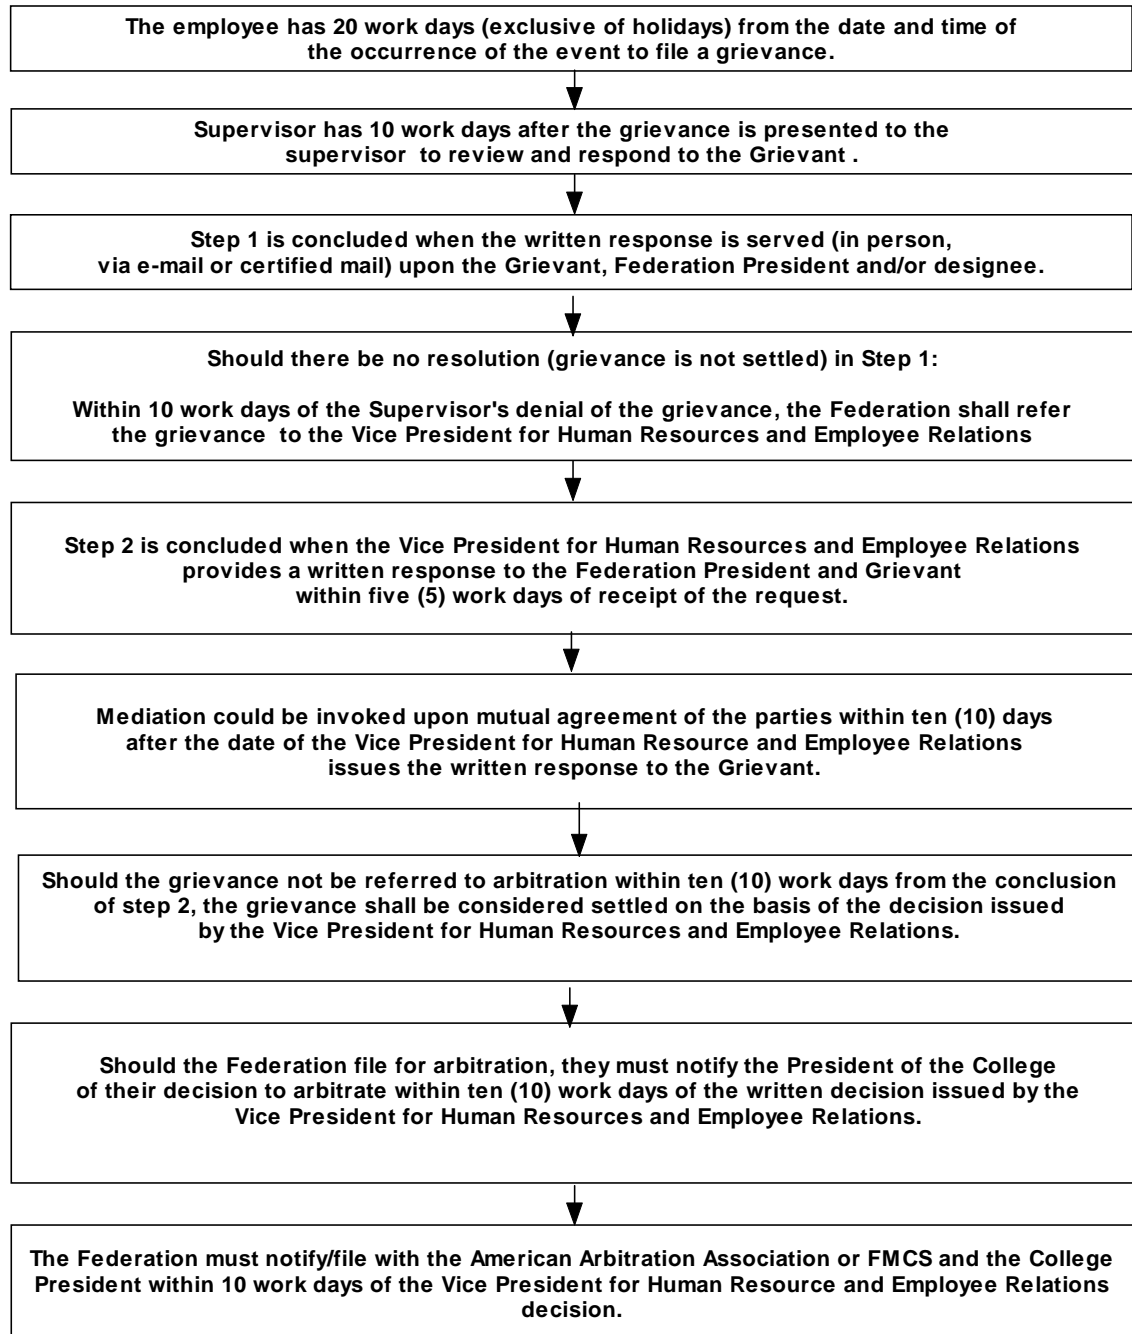 The employee has 20 work days (exclusive of holidays) from the date and time of
the occurrence of the event to file a grievance.
Supervisor has 10 work days after the grievance is presented to the
supervisor to review and respond to the Grievant .
Step 1 is concluded when the written response is served (in person,
via e-mail or certified mail) upon the Grievant, Federation President and/or designee.
Should there be no resolution (grievance is not settled) in Step 1:
Within 10 work days of the Supervisor's denial of the grievance, the Federation shall refer
the grievance to the Vice President for Human Resources and Employee Relations
Step 2 is concluded when the Vice President for Human Resources and Employee Relations
provides a written response to the Federation President and Grievant
within five (5) work days of receipt of the request.
Mediation could be invoked upon mutual agreement of the parties within ten (10) days
after the date of the Vice President for Human Resource and Employee Relations
issues the written response to the Grievant.
Should the grievance not be referred to arbitration within ten (10) work days from the conclusion
of step 2, the grievance shall be considered settled on the basis of the decision issued
by the Vice President for Human Resources and Employee Relations.
Should the Federation file for arbitration, they must notify the President of the College
of their decision to arbitrate within ten (10) work days of the written decision issued by the
Vice President for Human Resources and Employee Relations.
The Federation must notify/file with the American Arbitration Association or FMCS and the College
President within 10 work days of the Vice President for Human Resource and Employee Relations
decision.